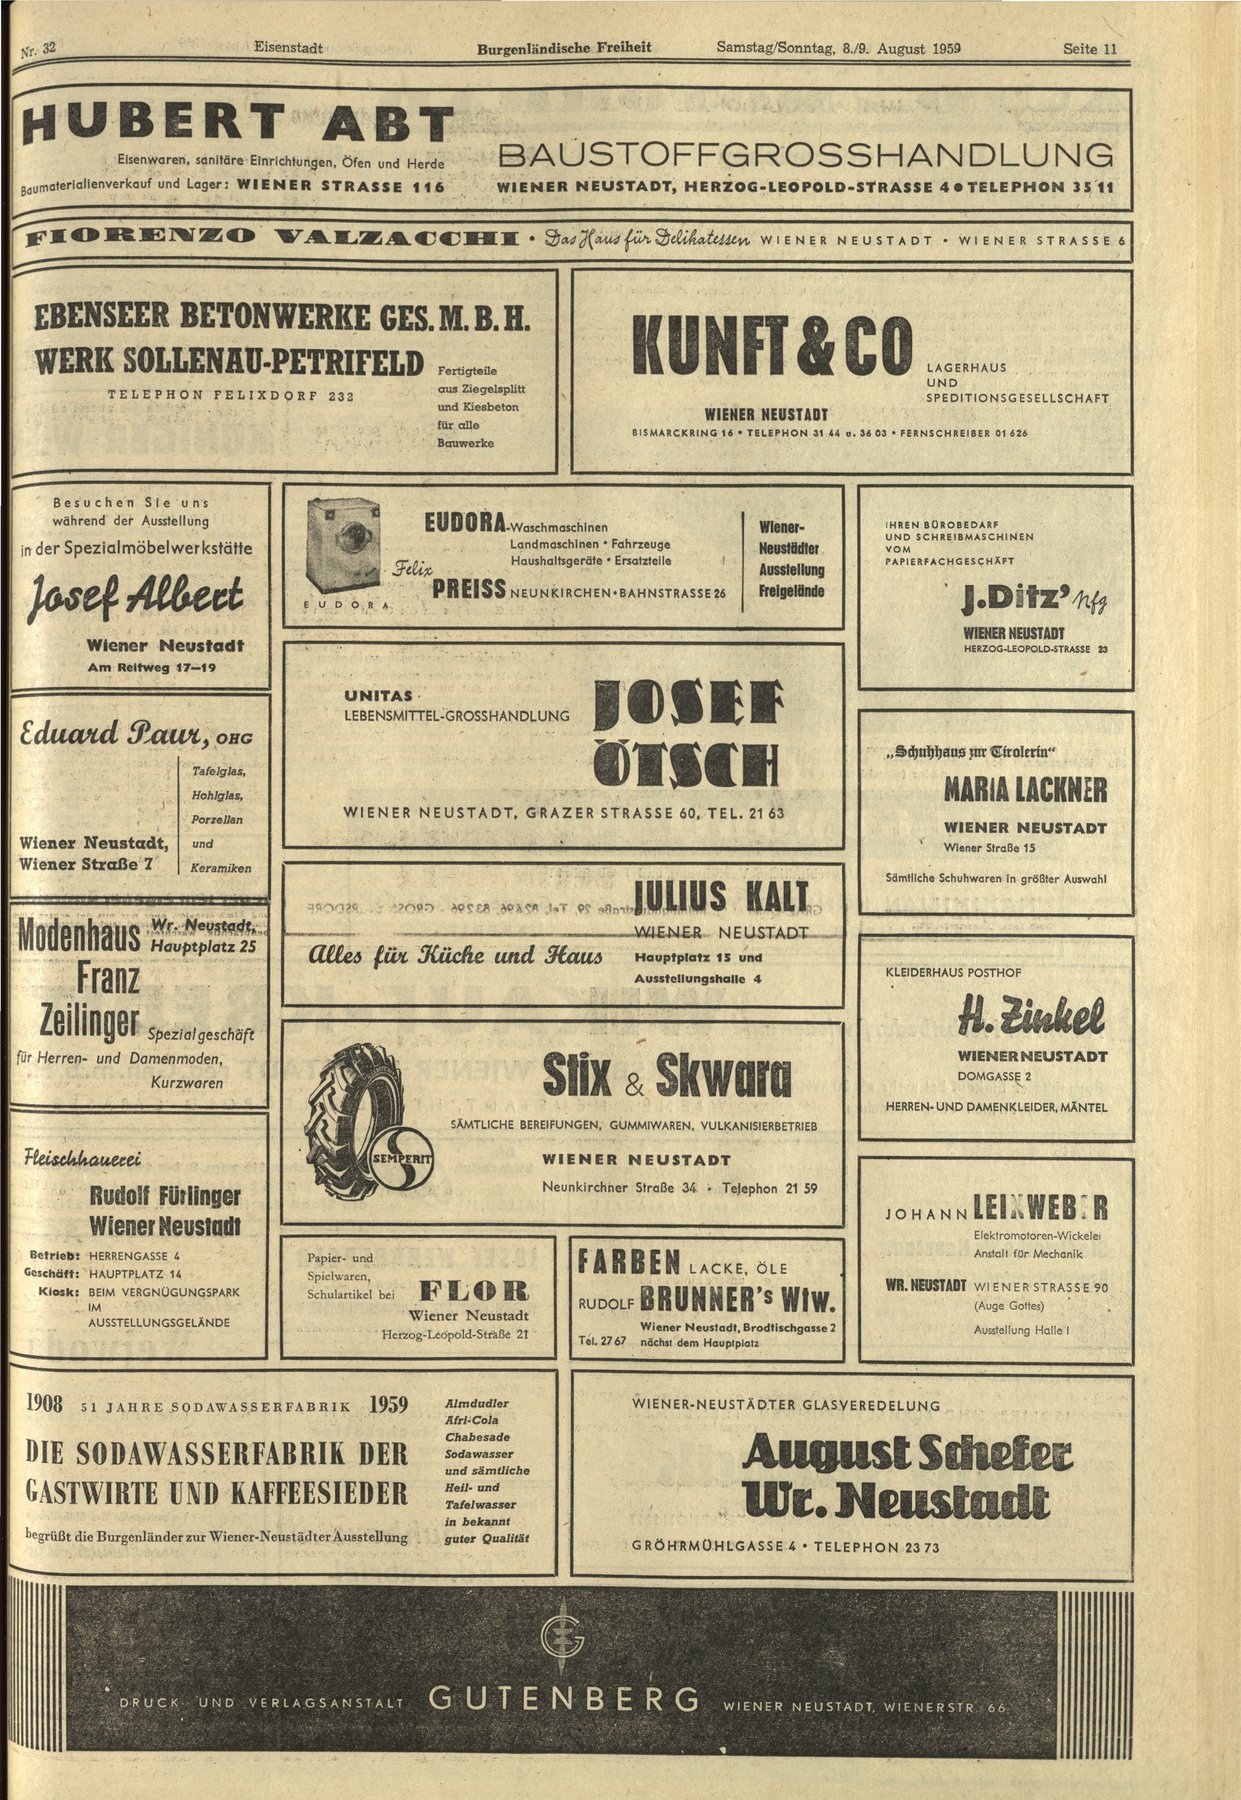 Nr. 32 Eisenstadt Burgenländische Freiheit Samstag/Sonntag, 8./9. August 1959 Seite 11
HUBERT ABT
Eisenwaren, sanitäre Einrichtungen, Öfen und Herde
Baumaterialienverkauf und Lager: WIENER STRASSE 116
BAUSTOFFGROSSHANDLUNG
WIENER NEUSTADT, HERZOG-LEOPOLD-STRASSE 4 • TELEPHON 35 11
FIORENZO VALZACCHI • Das Haus für Delikatessen WIENER NEUSTADT • WIENER STRASSE 6
EBENSEER BETONWERKE GES. M. B. H.
WERK SOLLENAU-PETRIFELD
TELEPHON FELIXDORF 232
Fertigteile
aus Ziegelsplitt
und Kiesbeton
für alle
Bauwerke
KUNFT & CO
LAGERHAUS
UND
SPEDITIONSGESELLSCHAFT
WIENER NEUSTADT
BISMARCKRING 16 • TELEPHON 31 44 u. 36 03 • FERNSCHREIBER 01 626
Besuchen Sie uns
während der Ausstellung
in der Spezialmöbelwerkstätte
Josef Albert
Wiener Neustadt
Am Reitweg 17—19
EUDORA
EUDORA-Waschmaschinen
Landmaschinen • Fahrzeuge
Haushaltsgeräte • Ersatzteile
Felix
PREISS NEUNKIRCHEN • BAHNSTRASSE 26
Wiener-
Neustädter
Ausstellung
Freigelände
IHREN BÜROBEDARF
UND SCHREIBMASCHINEN
VOM
PAPIERFACHGESCHÄFT
J. Ditz' Nfg
WIENER NEUSTADT
HERZOG-LEOPOLD-STRASSE 23
Eduard Paur, OHG
Tafelglas,
Hohlglas,
Porzellan
und
Keramiken
Wiener Neustadt,
Wiener Straße 7
UNITAS
LEBENSMITTEL-GROSSHANDLUNG
JOSEF
ÖTSCH
WIENER NEUSTADT, GRAZER STRASSE 60, TEL. 21 63
„Schuhhaus zur Tirolerin“
MARIA LACKNER
WIENER NEUSTADT
Wiener Straße 15
Sämtliche Schuhwaren in größter Auswahl
Modenhaus
Wr. Neustadt,
Hauptplatz 25
Franz
Zeilinger Spezialgeschäft
für Herren- und Damenmoden,
Kurzwaren
JULIUS KALT
WIENER NEUSTADT
Alles für Küche und Haus
Hauptplatz 15 und
Ausstellungshalle 4
KLEIDERHAUS POSTHOF
H. Zinkel
WIENER NEUSTADT
DOMGASSE 2
HERREN- UND DAMENKLEIDER, MÄNTEL
SEMPERIT
Stix & Skwara
SÄMTLICHE BEREIFUNGEN, GUMMIWAREN, VULKANISIERBETRIEB
WIENER NEUSTADT
Neunkirchner Straße 34 • Telephon 21 59
Fleischhauerei
Rudolf Fürlinger
Wiener Neustadt
Betrieb: HERRENGASSE 4
Geschäft: HAUPTPLATZ 14
Kiosk: BEIM VERGNÜGUNGSPARK
IM
AUSSTELLUNGSGELÄNDE
Papier- und
Spielwaren,
Schulartikel bei FLOR
Wiener Neustadt
Herzog-Leopold-Straße 21
FARBEN LACKE, ÖLE
RUDOLF BRUNNER's Wtw.
Wiener Neustadt, Brodtischgasse 2
Tel. 27 67 nächst dem Hauptplatz
JOHANN LEIXWEBER
Elektromotoren-Wickelei
Anstalt für Mechanik
WR. NEUSTADT WIENER STRASSE 90
(Auge Gottes)
Ausstellung Halle I
1908 51 JAHRE SODAWASSERFABRIK 1959
DIE SODAWASSERFABRIK DER
GASTWIRTE UND KAFFEESIEDER
begrüßt die Burgenländer zur Wiener-Neustädter Ausstellung
Almdudler
Afri-Cola
Chabesade
Sodawasser
und sämtliche
Heil- und
Tafelwasser
in bekannt
guter Qualität
WIENER-NEUSTÄDTER GLASVEREDELUNG
August Schefer
Wr. Neustadt
GRÖHRMÜHLGASSE 4 • TELEPHON 23 73
DRUCK- UND VERLAGSANSTALT GUTENBERG WIENER NEUSTADT, WIENERSTR. 66